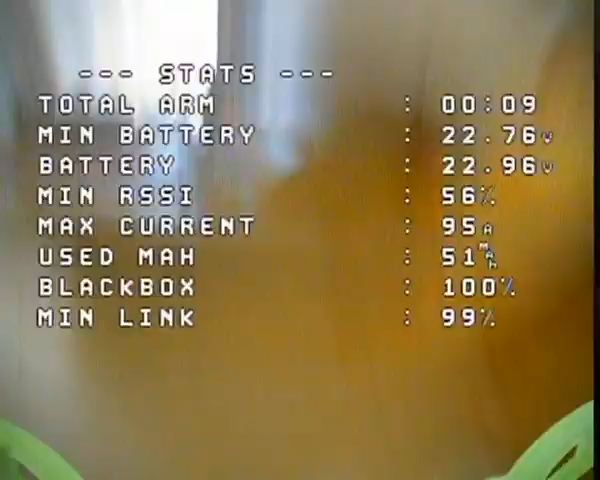 --- STATS ---
TOTAL ARM : 00:09
MIN BATTERY : 22.76V
BATTERY : 22.96V
MIN RSSI : 56%
MAX CURRENT : 95A
USED MAH : 51mAh
BLACKBOX : 100%
MIN LINK : 99%